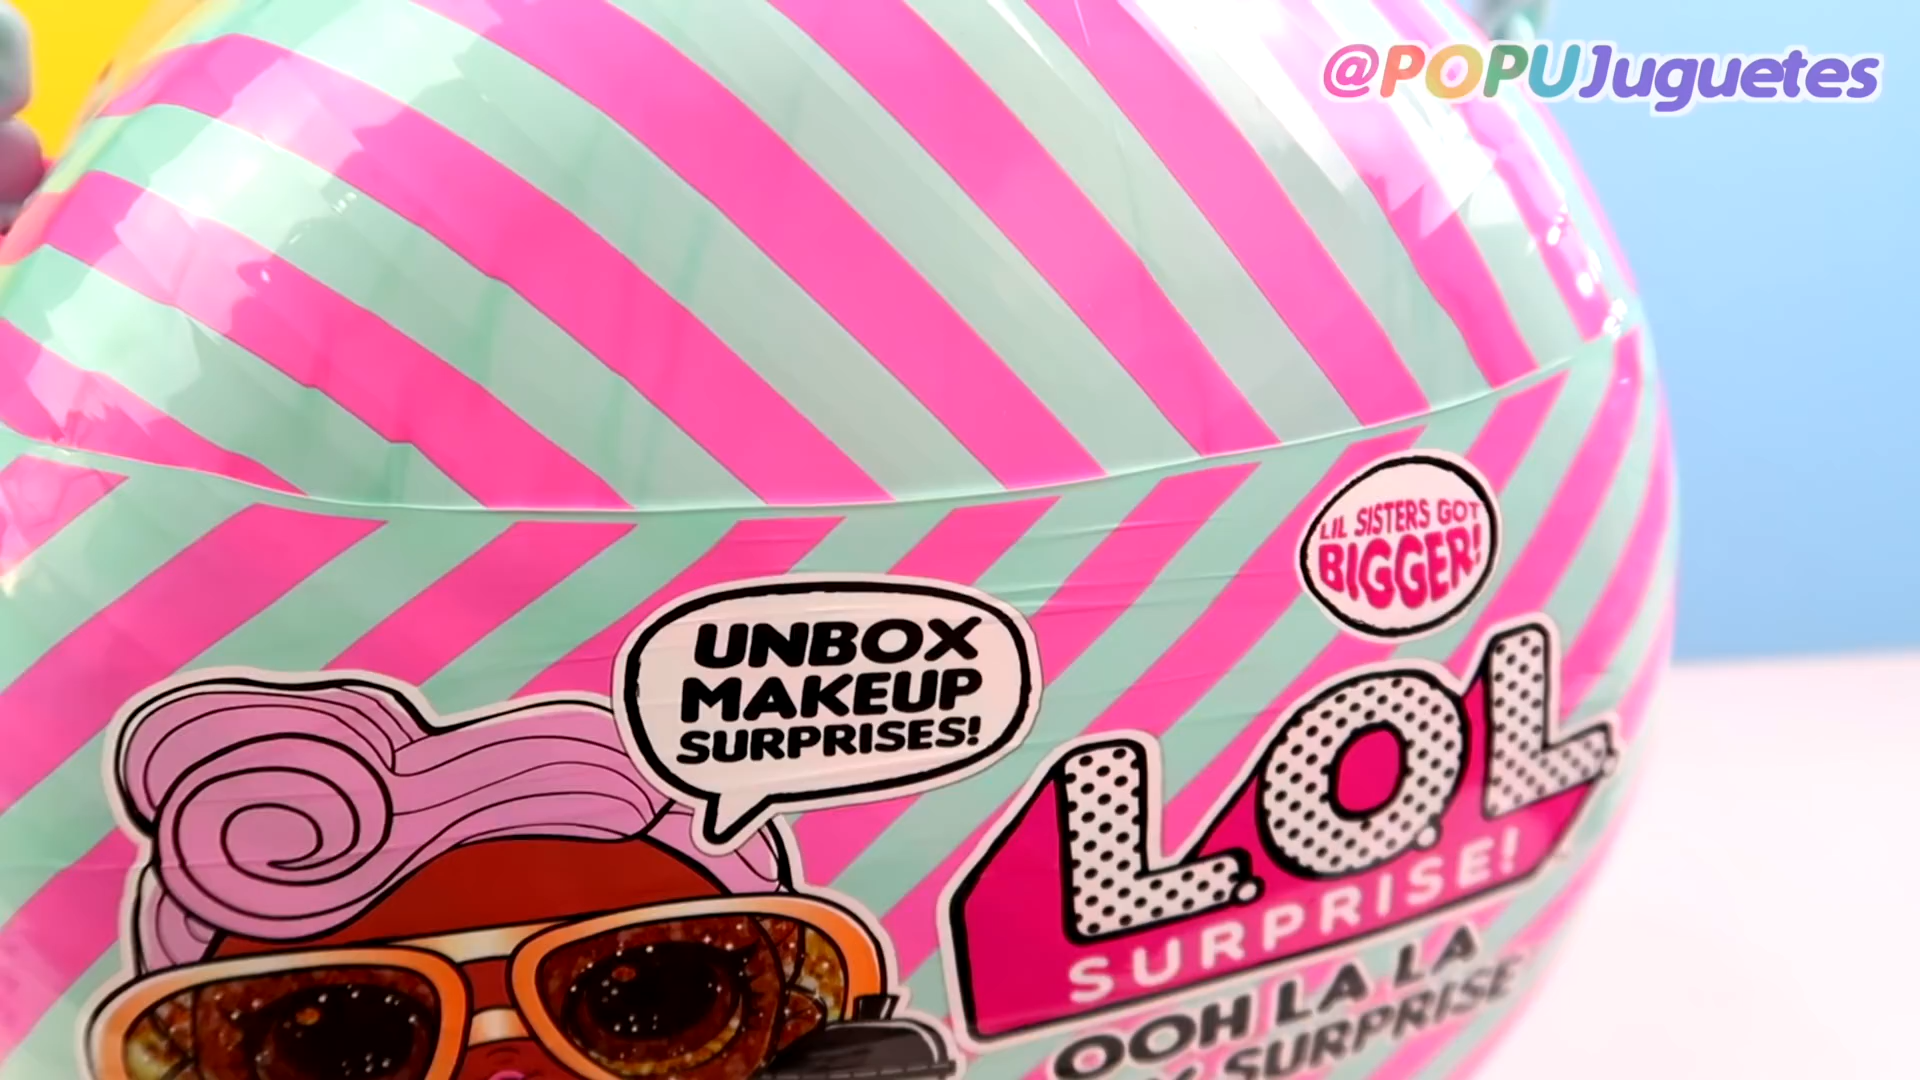 @POPUJuguetes
LIL SISTERS GOT
BIGGER!
UNBOX
MAKEUP
SURPRISES!
L.O.L.
SURPRISE!
OOH LA LA
SURPRISE